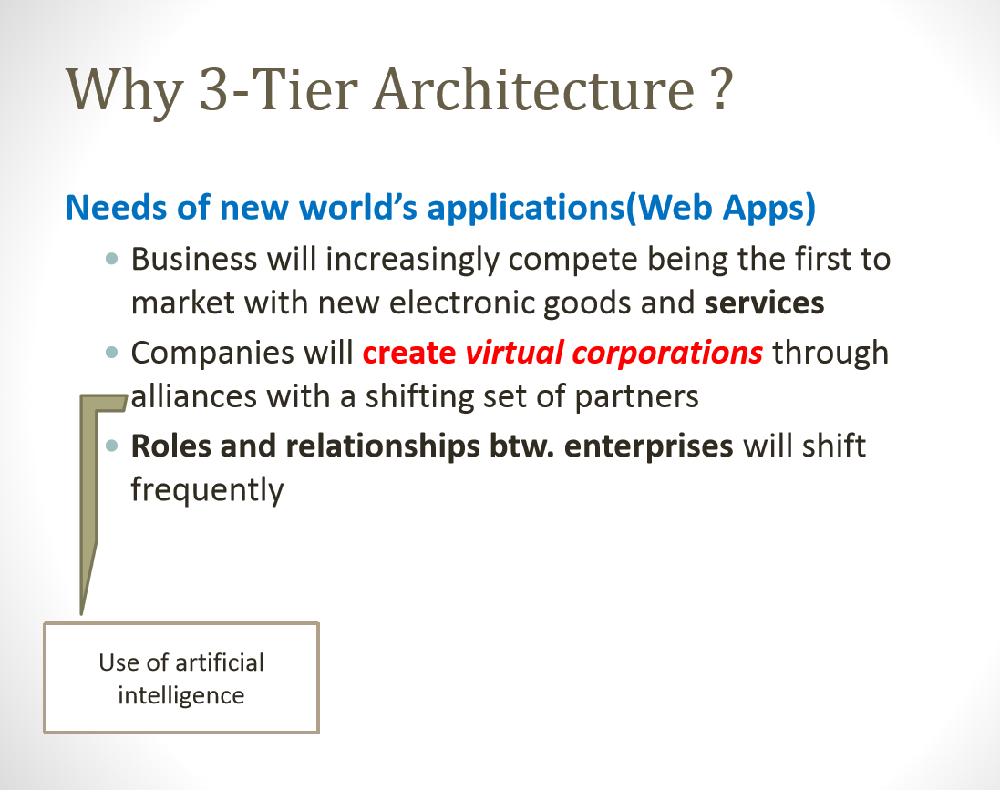 Why 3-Tier Architecture ?
Needs of new world’s applications(Web Apps)
• Business will increasingly compete being the first to
market with new electronic goods and services
• Companies will create virtual corporations through
alliances with a shifting set of partners
• Roles and relationships btw. enterprises will shift
frequently
Use of artificial
intelligence